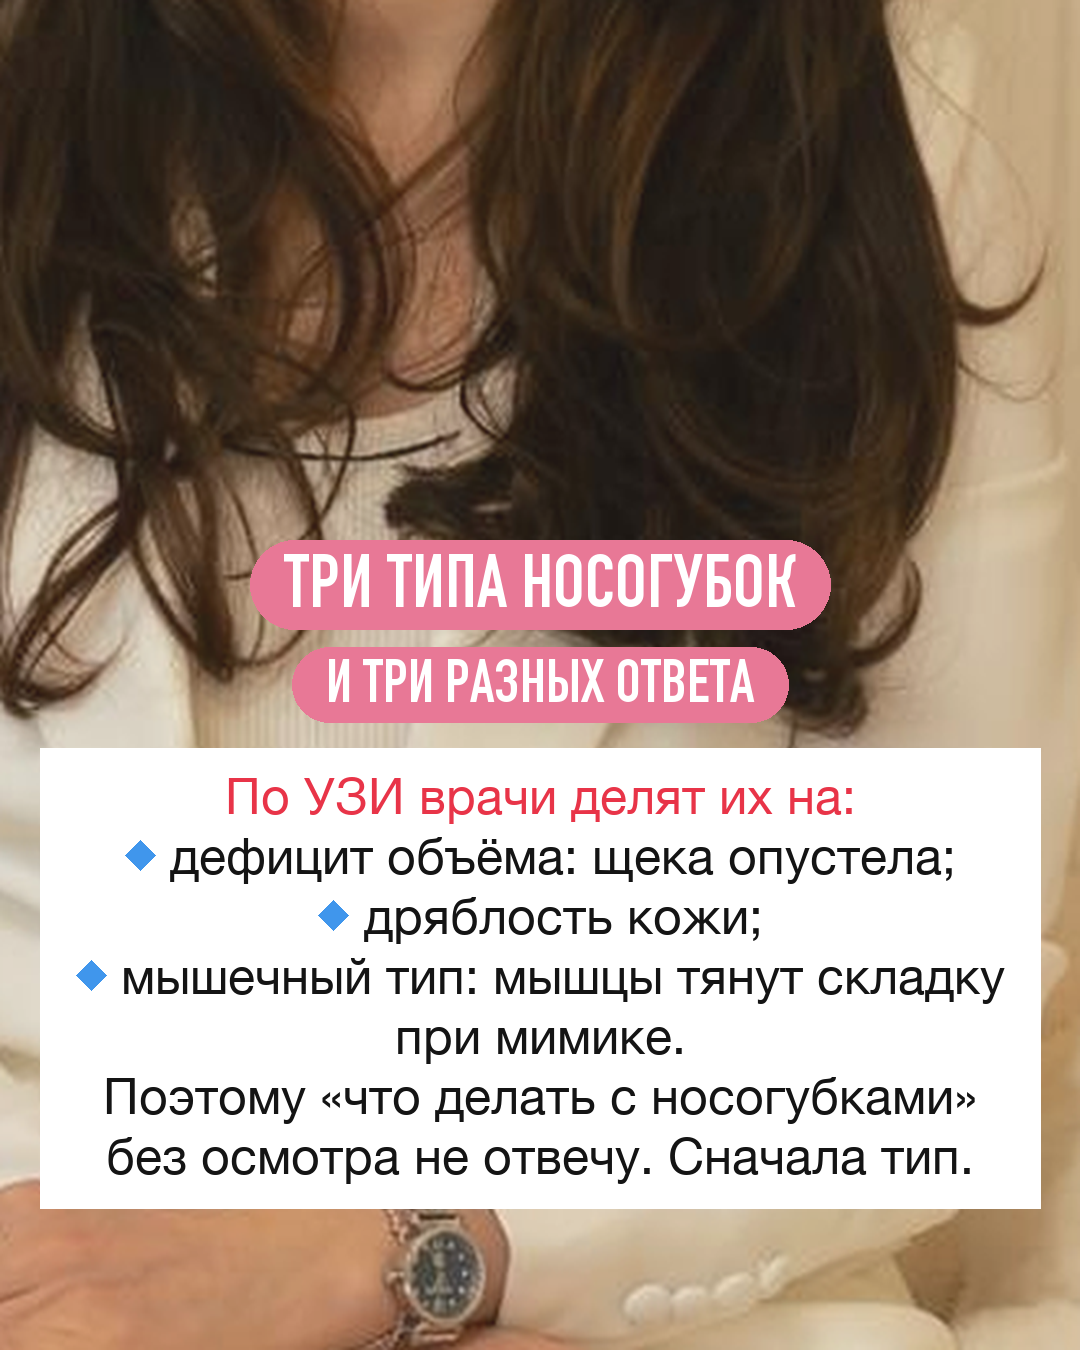 ТРИ ТИПА НОСОГУБОК
И ТРИ РАЗНЫХ ОТВЕТА
По УЗИ врачи делят их на:
🔹 дефицит объёма: щека опустела;
🔹 дряблость кожи;
🔹 мышечный тип: мышцы тянут складку
при мимике.
Поэтому «что делать с носогубками»
без осмотра не отвечу. Сначала тип.